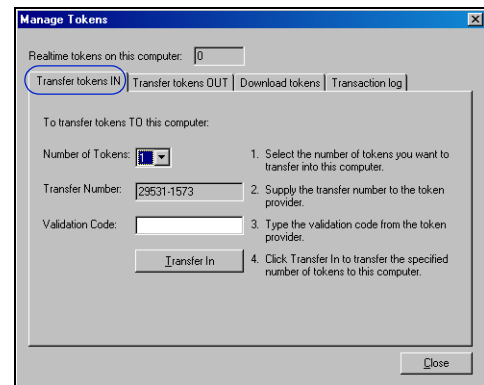 Manage Tokens
Realtime tokens on this computer: 0
Transfer tokens IN Transfer tokens OUT Download tokens Transaction log
To transfer tokens TO this computer:
Number of Tokens: 1
1. Select the number of tokens you want to
transfer into this computer.
Transfer Number: 29531-1573
2. Supply the transfer number to the token
provider.
Validation Code:
3. Type the validation code from the token
provider.
Transfer In
4. Click Transfer In to transfer the specified
number of tokens to this computer.
Close